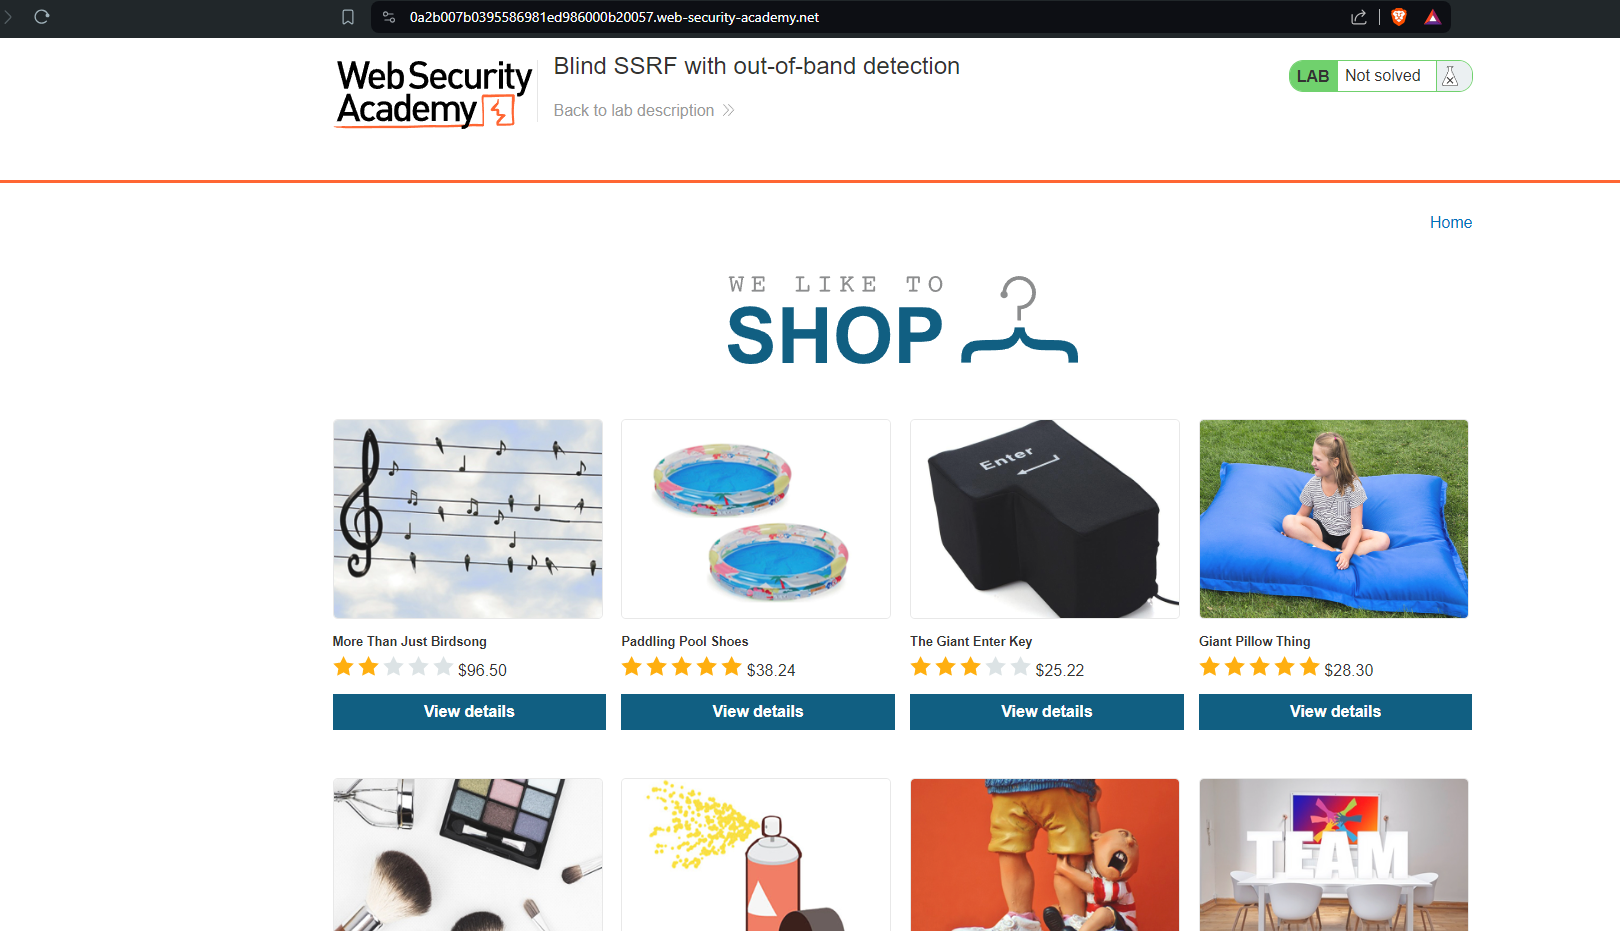 0a2b007b0395586981ed986000b20057.web-security-academy.net
Web Security
Academy
Blind SSRF with out-of-band detection
Back to lab description
LAB Not solved
Home
WE LIKE TO
SHOP
Enter
More Than Just Birdsong
Paddling Pool Shoes
The Giant Enter Key
Giant Pillow Thing
$96.50
$38.24
$25.22
$28.30
View details
View details
View details
View details
TEAM